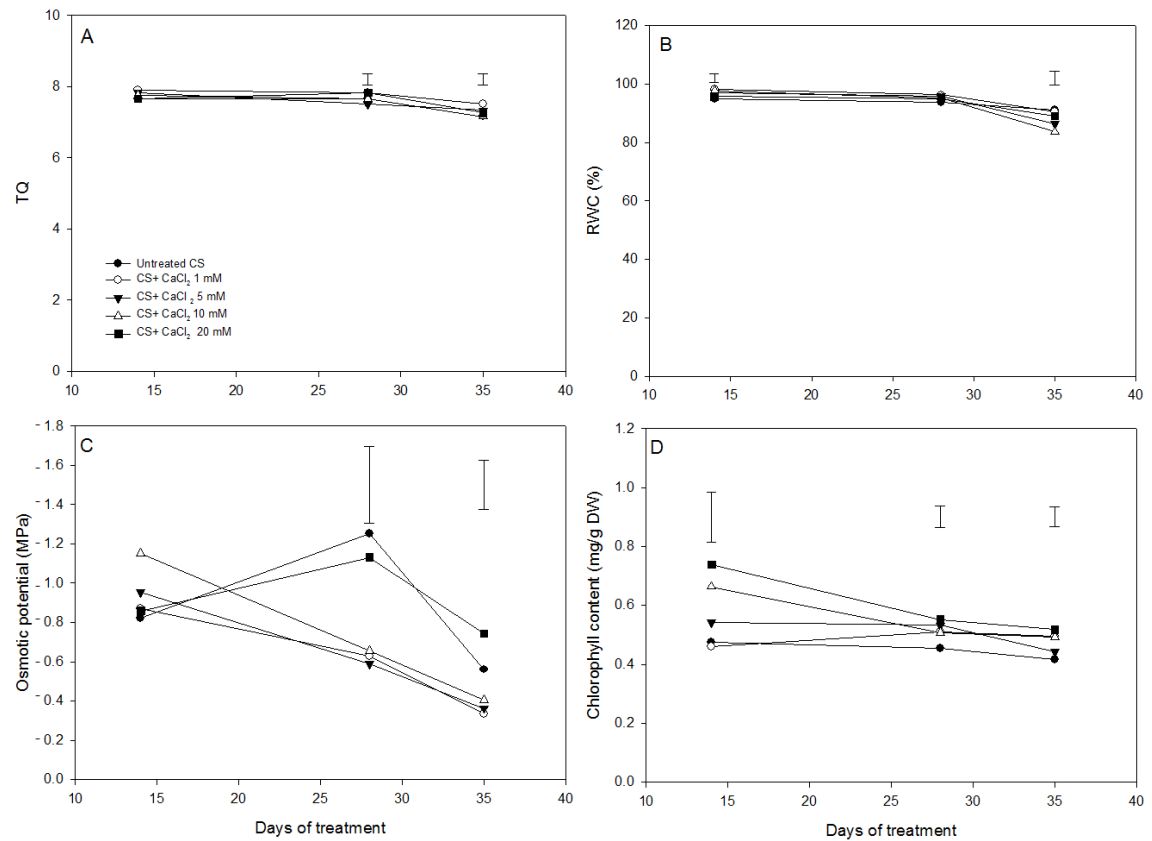 A
10
8
6
4
2
0
TQ
Untreated CS
CS+ CaCl2 1 mM
CS+ CaCl 2 5 mM
CS+ CaCl2 10 mM
CS+ CaCl2 20 mM
10 15 20 25 30 35 40
B
120
100
80
60
40
20
0
RWC (%)
10 15 20 25 30 35 40
C
- 1.8
- 1.6
- 1.4
- 1.2
- 1.0
- 0.8
- 0.6
- 0.4
- 0.2
0.0
Osmotic potential (MPa)
10 15 20 25 30 35 40
Days of treatment
D
1.2
1.0
0.8
0.6
0.4
0.2
0.0
Chlorophyll content (mg/g DW)
10 15 20 25 30 35 40
Days of treatment